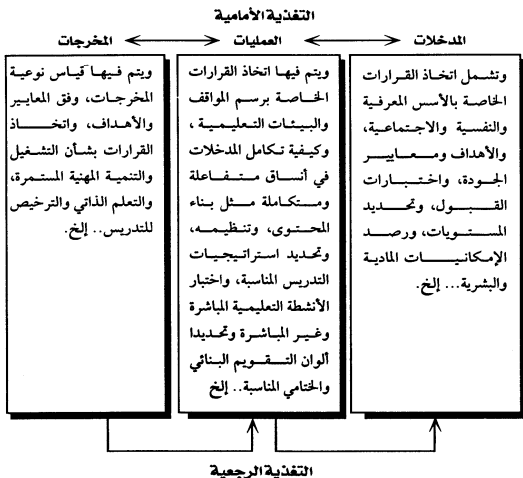 التغذية الأمامية
المدخلات
العمليات
المخرجات
وتشمل اتخاذ القرارات
الخاصة بالأسس المعرفية
والنفسية والاجتماعية،
والأهداف ومعايير
الجودة، واختبارات
القبول، وتحديد
المستويات، ورصد
الإمكانيات المادية
والبشرية... إلخ.
ويتم فيها اتخاذ القرارات
الخاصة برسم المواقف
والبيئات التعليمية،
وكيفية تكامل المدخلات
في أنساق متفاعلة
ومتكاملة مثل بناء
المحتوى، وتنظيمه،
وتحديد استراتيجيات
التدريس المناسبة، واختبار
الأنشطة التعليمية المباشرة
وغير المباشرة وتحديدا
ألوان التقويم البنائي
والختامي المناسبة.. إلخ
ويتم فيها قياس نوعية
المخرجات، وفق المعايير
والأهداف، واتخاذ
القرارات بشأن التشغيل
والتنمية المهنية المستمرة،
والتعلم الذاتي والترخيص
للتدريس.. إلخ.
التغذية الرجعية